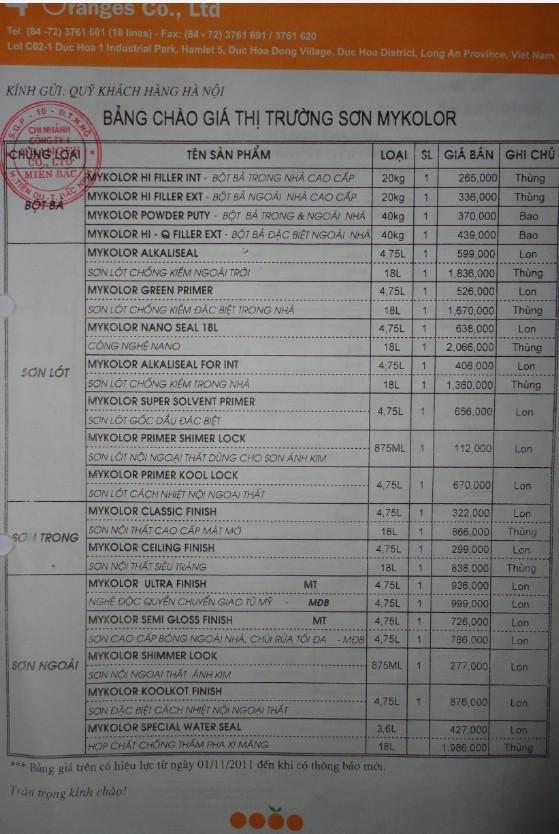 4 Oranges Co., Ltd
Tel: (84 -72) 3761 601 (18 lines) - Fax: (84 - 72) 3761 691 / 3761 620
Lot C02-1 Duc Hoa 1 Industrial Park, Hamlet 5, Duc Hoa Dong Village, Duc Hoa District, Long An Province, Viet Nam
KÍNH GỬI: QUÝ KHÁCH HÀNG HÀ NỘI
BẢNG CHÀO GIÁ THỊ TRƯỜNG SƠN MYKOLOR
CHI NHÁNH
CÔNG TY 4
ORANGES
CO., LTD
MIỀN BẮC
CHỦNG LOẠI TÊN SẢN PHẨM LOẠI SL GIÁ BÁN GHI CHÚ
BỘT BẢ
MYKOLOR HI FILLER INT - BỘT BẢ TRONG NHÀ CAO CẤP 20kg 1 265,000 Thùng
MYKOLOR HI FILLER EXT - BỘT BẢ NGOÀI NHÀ CAO CẤP 20kg 1 336,000 Thùng
MYKOLOR POWDER PUTY - BỘT BẢ TRONG & NGOÀI NHÀ 40kg 1 370,000 Bao
MYKOLOR HI - Q FILLER EXT - BỘT BẢ ĐẶC BIỆT NGOÀI NHÀ 40kg 1 439,000 Bao
SƠN LÓT
MYKOLOR ALKALISEAL 4,75L 1 599,000 Lon
SƠN LÓT CHỐNG KIỀM NGOÀI TRỜI 18L 1 1,836,000 Thùng
MYKOLOR GREEN PRIMER 4,75L 1 526,000 Lon
SƠN LÓT CHỐNG KIỀM ĐẶC BIỆT TRONG NHÀ 18L 1 1,670,000 Thùng
MYKOLOR NANO SEAL 18L 4,75L 1 638,000 Lon
CÔNG NGHỆ NANO 18L 1 2,066,000 Thùng
MYKOLOR ALKALISEAL FOR INT 4,75L 1 406,000 Lon
SƠN LÓT CHỐNG KIỀM TRONG NHÀ 18L 1 1,360,000 Thùng
MYKOLOR SUPER SOLVENT PRIMER 4,75L 1 656,000 Lon
SƠN LÓT GỐC DẦU ĐẶC BIỆT
MYKOLOR PRIMER SHIMER LOCK 875ML 1 112,000 Lon
SƠN LÓT NỘI NGOẠI THẤT DÙNG CHO SƠN ÁNH KIM
MYKOLOR PRIMER KOOL LOCK 4,75L 1 670,000 Lon
SƠN LÓT CÁCH NHIỆT NỘI NGOẠI THẤT
SƠN TRONG
MYKOLOR CLASSIC FINISH 4,75L 1 322,000 Lon
SƠN NỘI THẤT CAO CẤP MẶT MỜ 18L 1 866,000 Thùng
MYKOLOR CEILING FINISH 4,75L 1 299,000 Lon
SƠN NỘI THẤT SIÊU TRẮNG 18L 1 838,000 Thùng
SƠN NGOÀI
MYKOLOR ULTRA FINISH MT 4,75L 1 936,000 Lon
NGHỆ ĐỘC QUYỀN CHUYỂN GIAO TỪ MỸ - MĐB 4,75L 1 999,000 Lon
MYKOLOR SEMI GLOSS FINISH MT 4,75L 1 726,000 Lon
SƠN CAO CẤP BÓNG NGOÀI NHÀ, CHÙI RỬA TỐI ĐA - MĐB 4,75L 1 786,000 Lon
MYKOLOR SHIMMER LOOK 875ML 1 277,000 Lon
SƠN NỘI NGOẠI THẤT ÁNH KIM
MYKOLOR KOOLKOT FINISH 4,75L 1 876,000 Lon
SƠN ĐẶC BIỆT CÁCH NHIỆT NỘI NGOẠI THẤT
MYKOLOR SPECIAL WATER SEAL 3,6L 1 427,000 Lon
HỢP CHẤT CHỐNG THẤM PHA XI MĂNG 18L 1 1,986,000 Thùng
*** Bảng giá trên có hiệu lực từ ngày 01/11/2011 đến khi có thông báo mới.
Trân trọng kính chào!